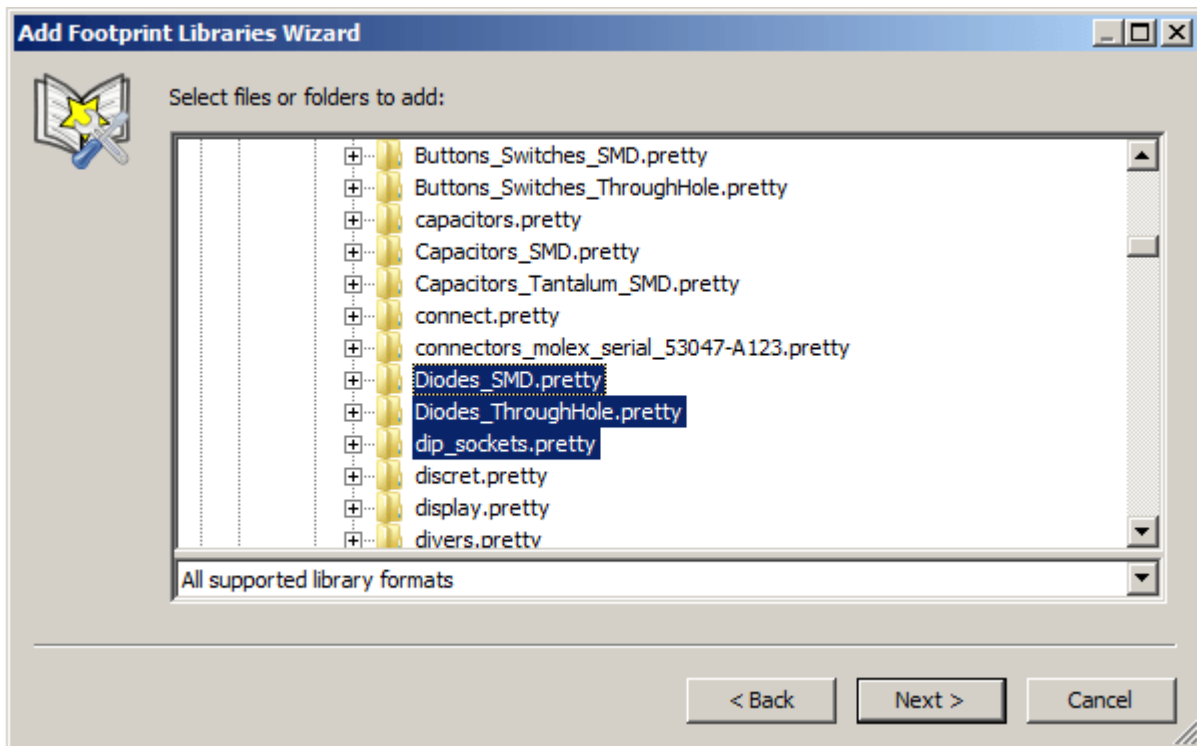 Add Footprint Libraries Wizard
Select files or folders to add:
Buttons_Switches_SMD.pretty
Buttons_Switches_ThroughHole.pretty
capacitors.pretty
Capacitors_SMD.pretty
Capacitors_Tantalum_SMD.pretty
connect.pretty
connectors_molex_serial_53047-A123.pretty
Diodes_SMD.pretty
Diodes_ThroughHole.pretty
dip_sockets.pretty
discret.pretty
display.pretty
divers.pretty
All supported library formats
< Back Next > Cancel